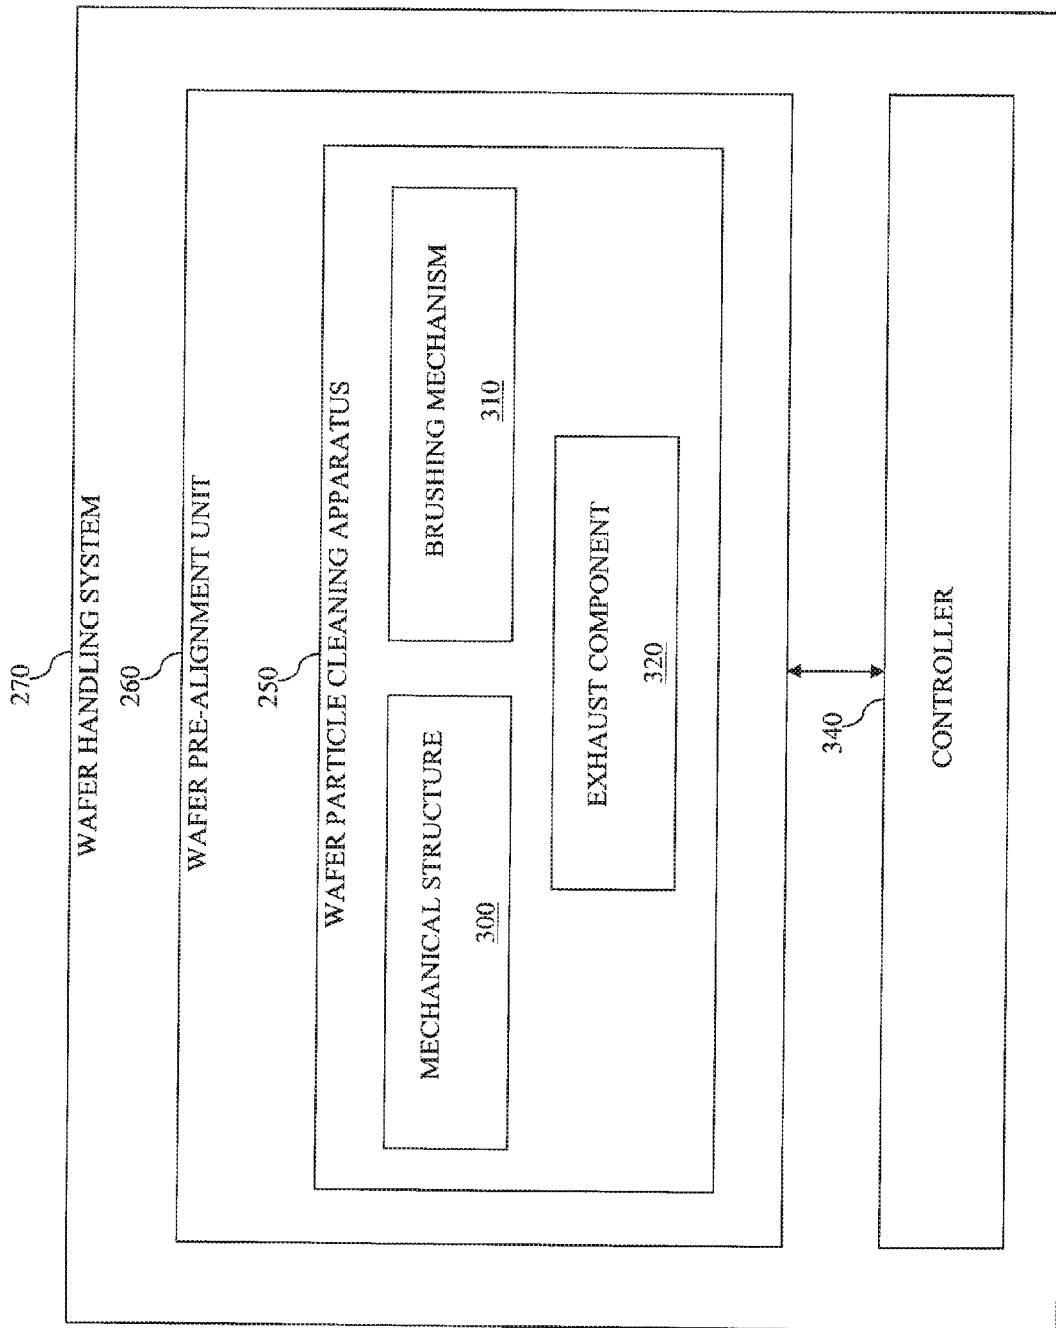 270
WAFER HANDLING SYSTEM
260
WAFER PRE-ALIGNMENT UNIT
250
WAFER PARTICLE CLEANING APPARATUS
MECHANICAL STRUCTURE
300
BRUSHING MECHANISM
310
EXHAUST COMPONENT
320
340
CONTROLLER